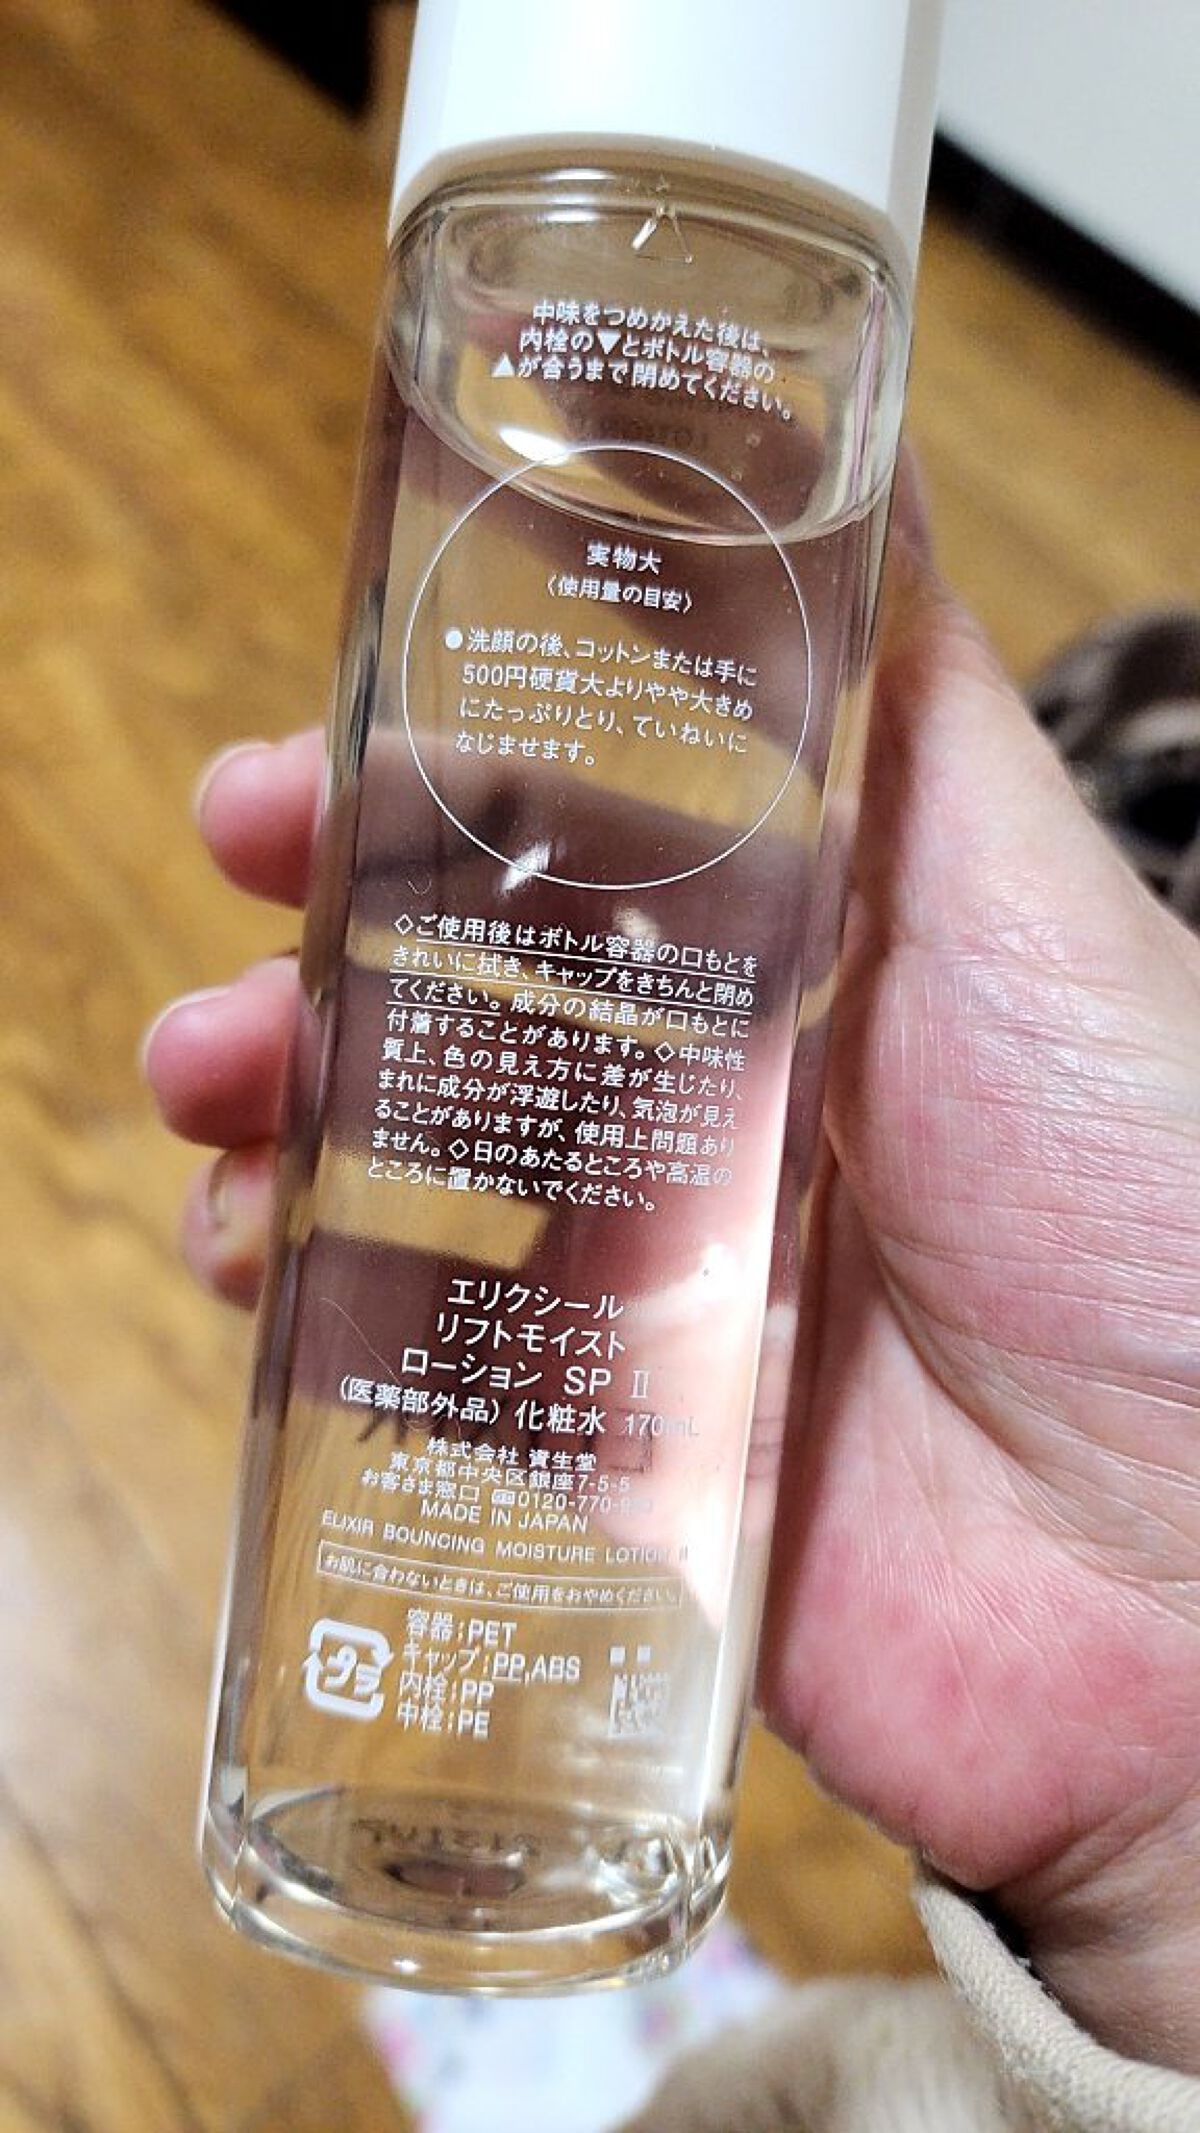 中味をつめかえた後は、
内栓の▼とボトル容器の
▲が合うまで閉めてください。
実物大
〈使用量の目安〉
●洗顔の後、コットンまたは手に
500円硬貨大よりやや大きめ
にたっぷりとり、ていねいに
なじませます。
◇ご使用後はボトル容器の口もとを
きれいに拭き、キャップをきちんと閉め
てください。成分の結晶が口もとに
付着することがあります。◇中味性
質上、色の見え方に差が生じたり、
まれに成分が浮遊したり、気泡が見え
ることがありますが、使用上問題あり
ません。◇日のあたるところや高温の
ところに置かないでください。
エリクシール
リフトモイスト
ローション SP Ⅱ
(医薬部外品) 化粧水 170mL
株式会社 資生堂
東京都中央区銀座7-5-5
お客さま窓口 0120-770-
MADE IN JAPAN
ELIXIR BOUNCING MOISTURE LOTION Ⅱ
お肌に合わないときは、ご使用をおやめください。
プラ
容器:PET
キャップ:PP,ABS
内栓:PP
中栓:PE